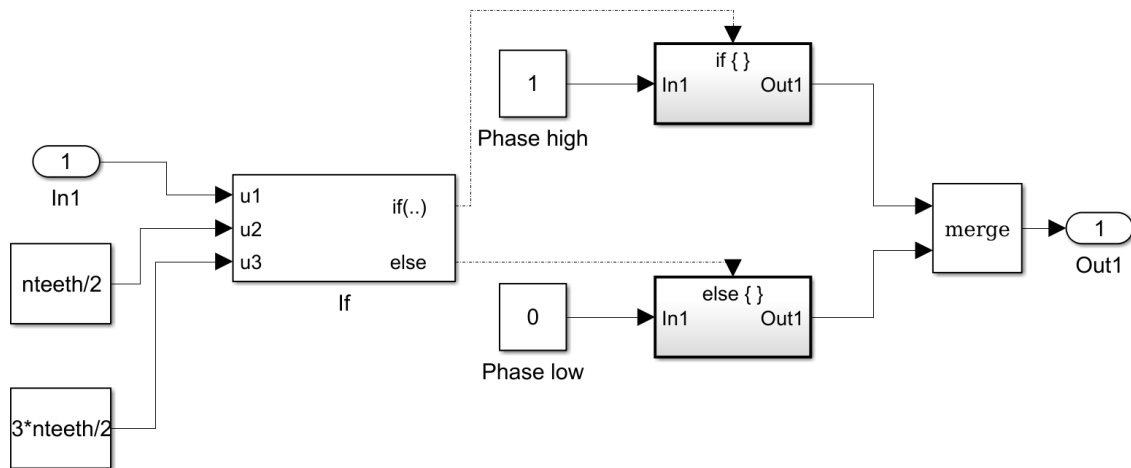 1
In1
nteeth/2
3*nteeth/2
u1
u2
u3
if(..)
else
If
1
Phase high
if { }
In1
Out1
0
Phase low
else { }
In1
Out1
merge
1
Out1